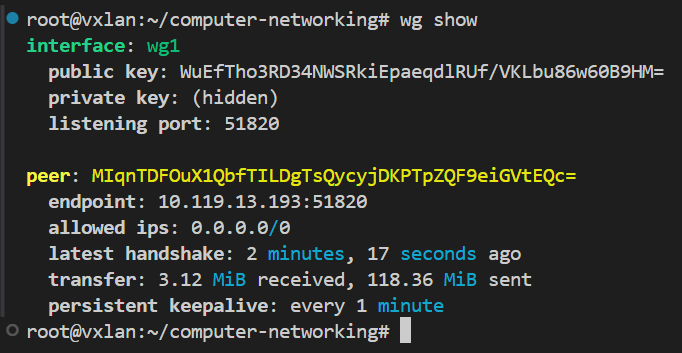 root@vxlan:~/computer-networking# wg show
interface: wg1
public key: WuEfTho3RD34NWSRkiEpaeqdlRUf/VKLbu86w60B9HM=
private key: (hidden)
listening port: 51820
peer: MIqnTDFOuX1QbfTILDgTsQycyjDKPTpZQF9eiGVtEQc=
endpoint: 10.119.13.193:51820
allowed ips: 0.0.0.0/0
latest handshake: 2 minutes, 17 seconds ago
transfer: 3.12 MiB received, 118.36 MiB sent
persistent keepalive: every 1 minute
root@vxlan:~/computer-networking#